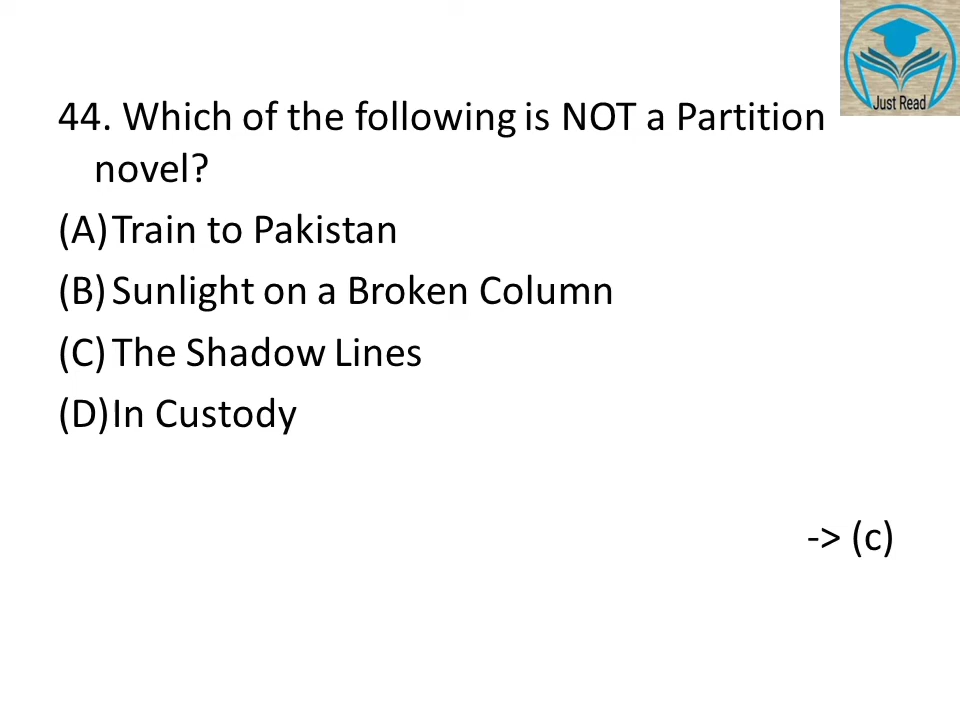 Just Read
44. Which of the following is NOT a Partition
novel?
(A) Train to Pakistan
(B) Sunlight on a Broken Column
(C) The Shadow Lines
(D) In Custody
-> (c)